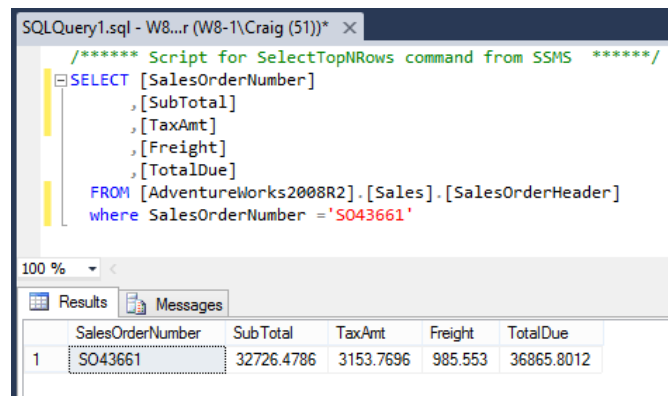 SQLQuery1.sql - W8...r (W8-1\Craig (51))* ×
/****** Script for SelectTopNRows command from SSMS ******/
SELECT [SalesOrderNumber]
,[SubTotal]
,[TaxAmt]
,[Freight]
,[TotalDue]
FROM [AdventureWorks2008R2].[Sales].[SalesOrderHeader]
where SalesOrderNumber ='SO43661'
100 %
Results Messages
SalesOrderNumber SubTotal TaxAmt Freight TotalDue
1 SO43661 32726.4786 3153.7696 985.553 36865.8012